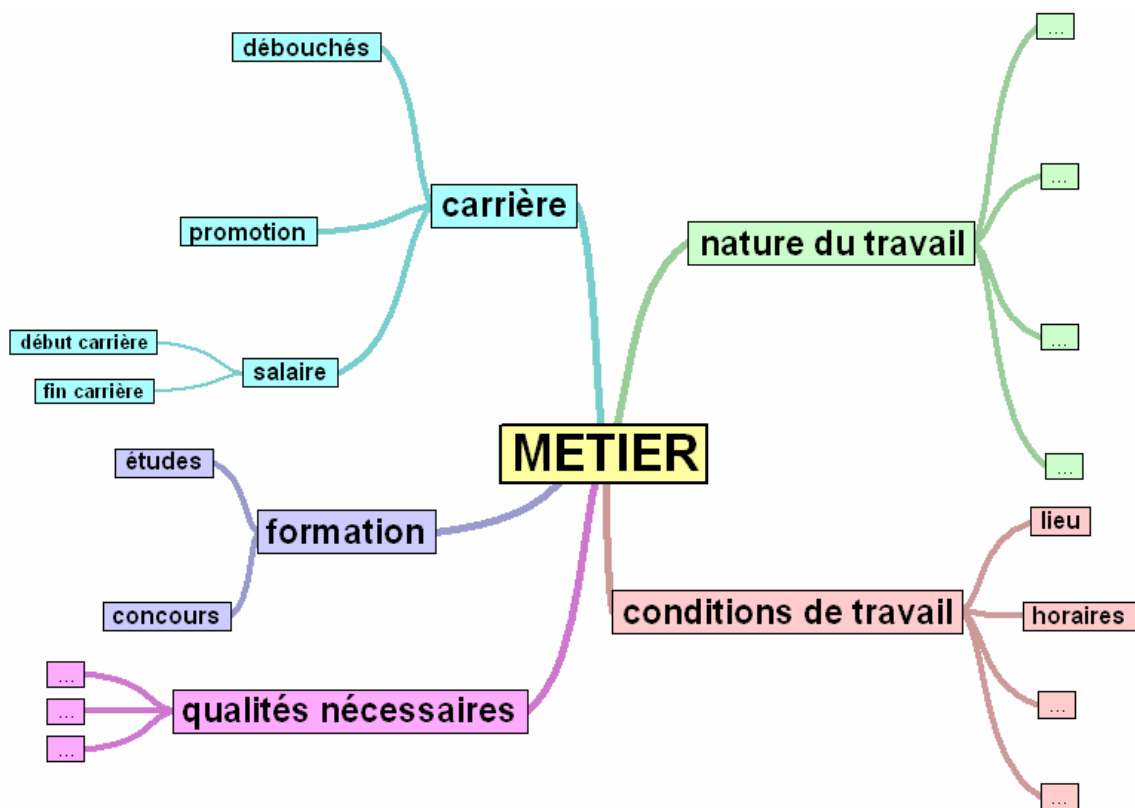 débouchés
promotion
début carrière
fin carrière
salaire
carrière
nature du travail
...
...
...
...
METIER
études
formation
concours
...
...
...
qualités nécessaires
conditions de travail
lieu
horaires
...
...